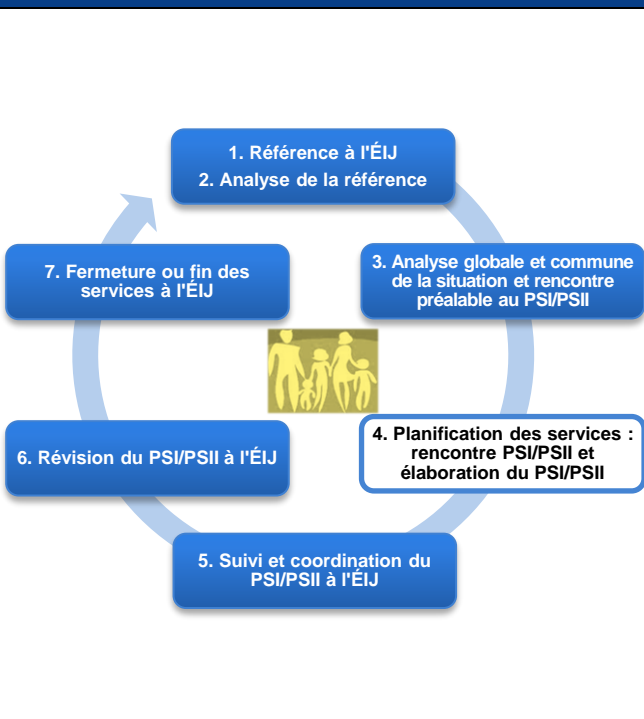 1. Référence à l'ÉIJ
2. Analyse de la référence
3. Analyse globale et commune
de la situation et rencontre
préalable au PSI/PSII
4. Planification des services :
rencontre PSI/PSII et
élaboration du PSI/PSII
5. Suivi et coordination du
PSI/PSII à l'ÉIJ
6. Révision du PSI/PSII à l'ÉIJ
7. Fermeture ou fin des
services à l'ÉIJ